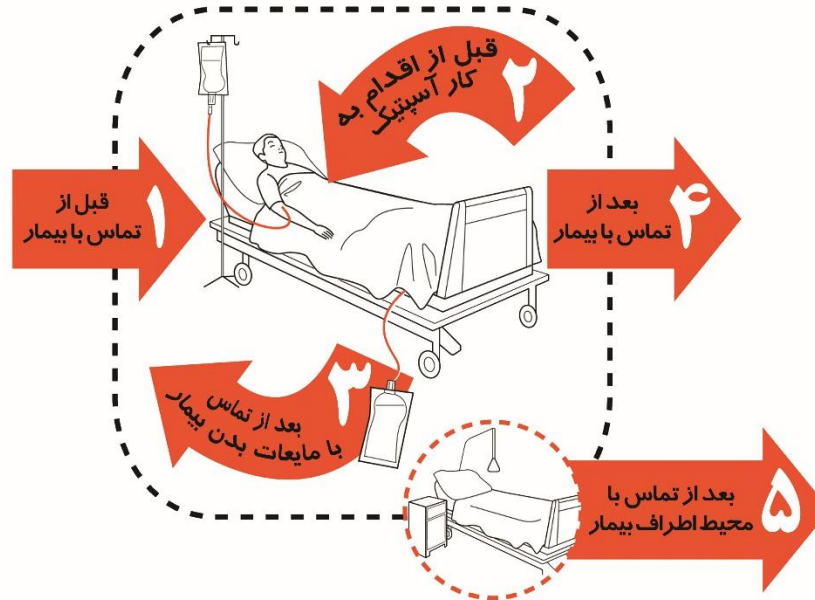 ۱
قبل از
تماس با بیمار
۲
قبل از اقدام به
کار آسپتیک
۳
بعد از تماس
با مایعات بدن بیمار
۴
بعد از
تماس با بیمار
۵
بعد از تماس با
محیط اطراف بیمار